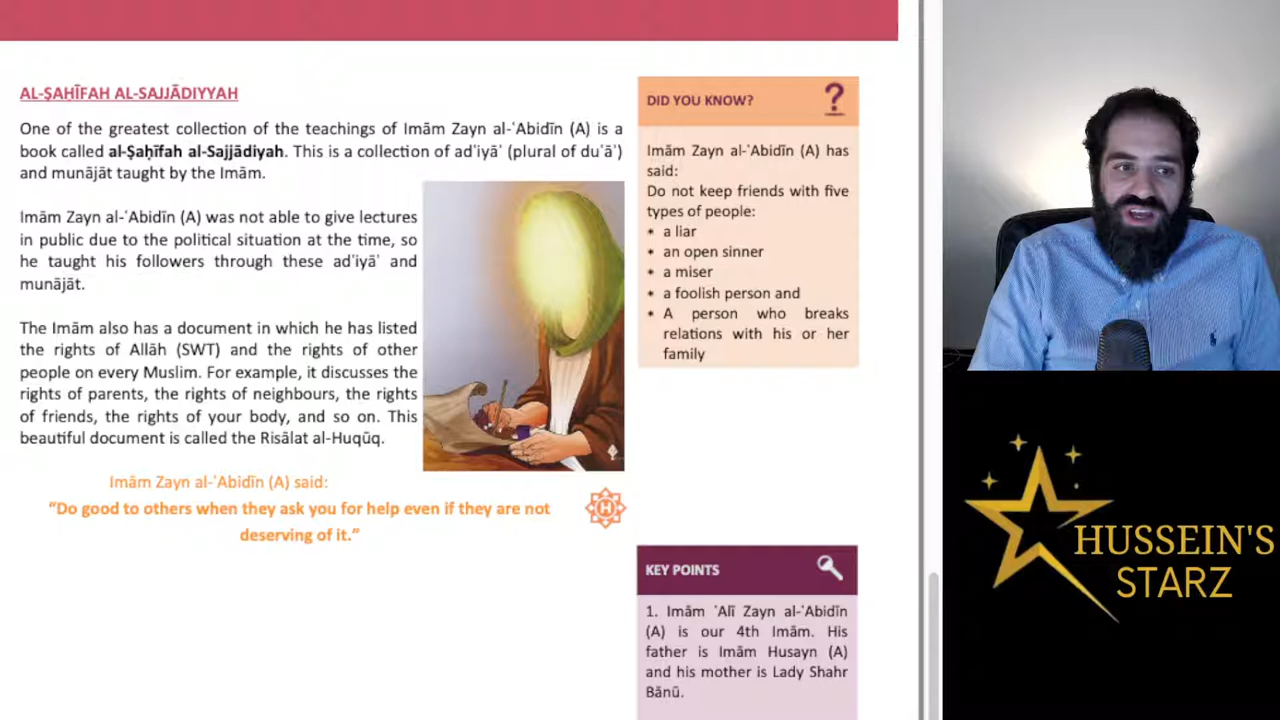 AL-ṢAḤĪFAH AL-SAJJĀDIYYAH
One of the greatest collection of the teachings of Imām Zayn al-ʿAbidīn (A) is a
book called al-Ṣaḥīfah al-Sajjādiyah. This is a collection of adʿiyāʾ (plural of duʿāʾ)
and munājāt taught by the Imām.
Imām Zayn al-ʿAbidīn (A) was not able to give lectures
in public due to the political situation at the time, so
he taught his followers through these adʿiyāʾ and
munājāt.
The Imām also has a document in which he has listed
the rights of Allāh (SWT) and the rights of other
people on every Muslim. For example, it discusses the
rights of parents, the rights of neighbours, the rights
of friends, the rights of your body, and so on. This
beautiful document is called the Risālat al-Huqūq.
Imām Zayn al-ʿAbidīn (A) said:
“Do good to others when they ask you for help even if they are not
deserving of it.”
H
DID YOU KNOW? ?
Imām Zayn al-ʿAbidīn (A) has
said:
Do not keep friends with five
types of people:
• a liar
• an open sinner
• a miser
• a foolish person and
• A person who breaks
relations with his or her
family
KEY POINTS
1. Imām ʿAlī Zayn al-ʿAbidīn
(A) is our 4th Imām. His
father is Imām Husayn (A)
and his mother is Lady Shahr
Bānū.
HUSSEIN'S
STARZ